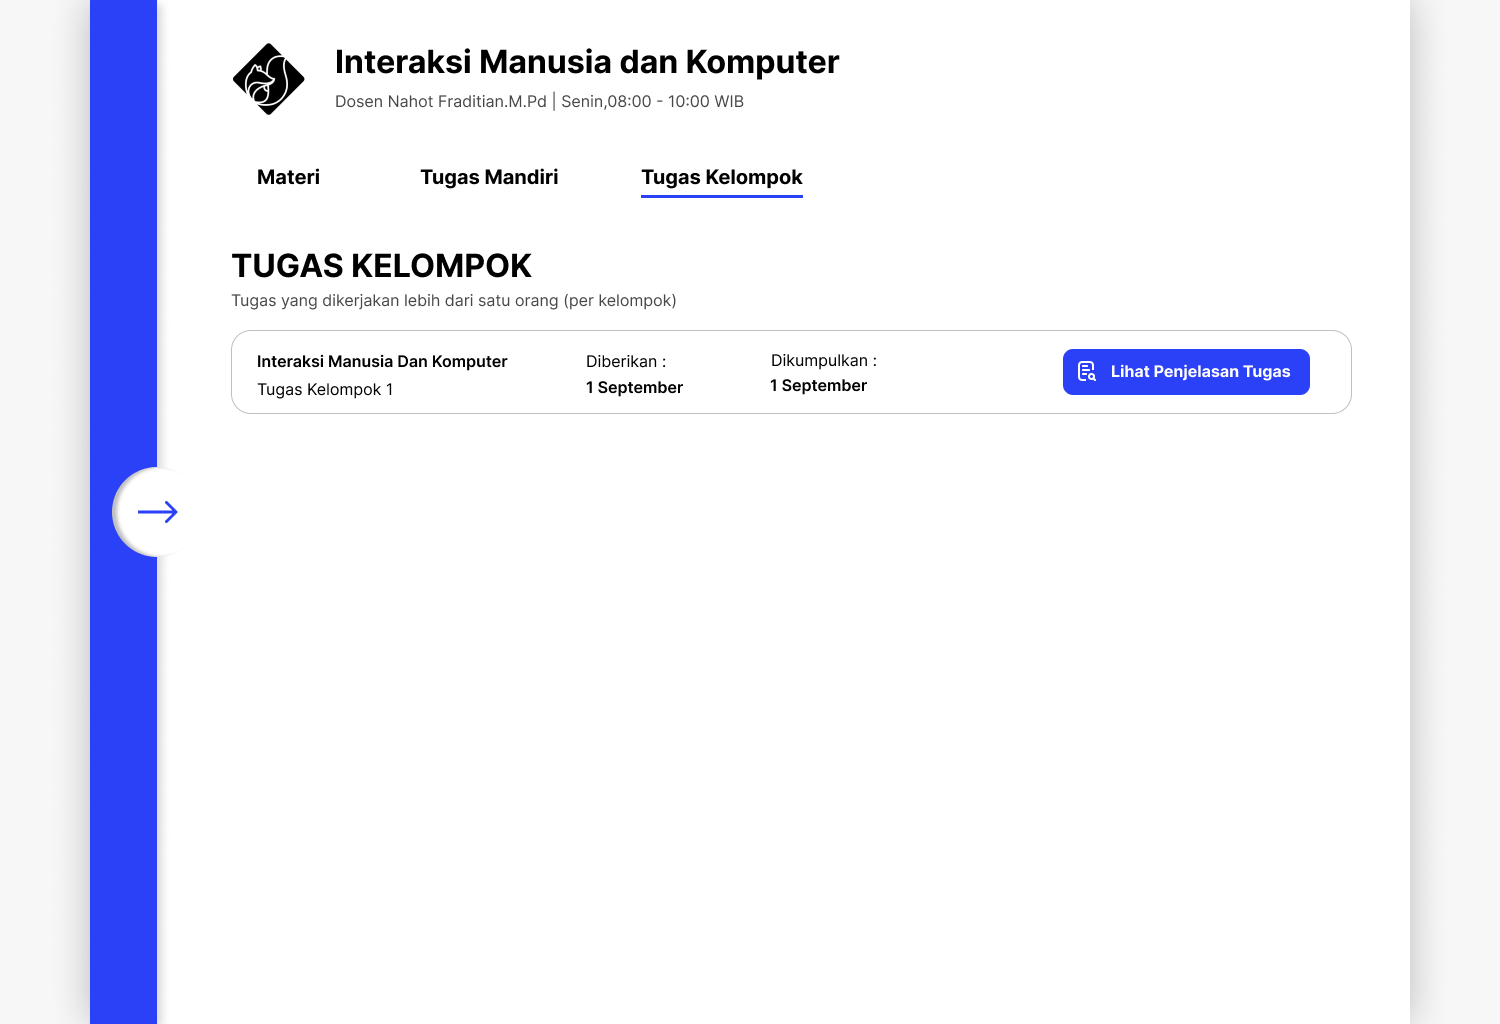 Interaksi Manusia dan Komputer
Dosen Nahot Fraditian.M.Pd | Senin,08:00 - 10:00 WIB
Materi
Tugas Mandiri
Tugas Kelompok
TUGAS KELOMPOK
Tugas yang dikerjakan lebih dari satu orang (per kelompok)
Interaksi Manusia Dan Komputer
Tugas Kelompok 1
Diberikan :
1 September
Dikumpulkan :
1 September
Lihat Penjelasan Tugas